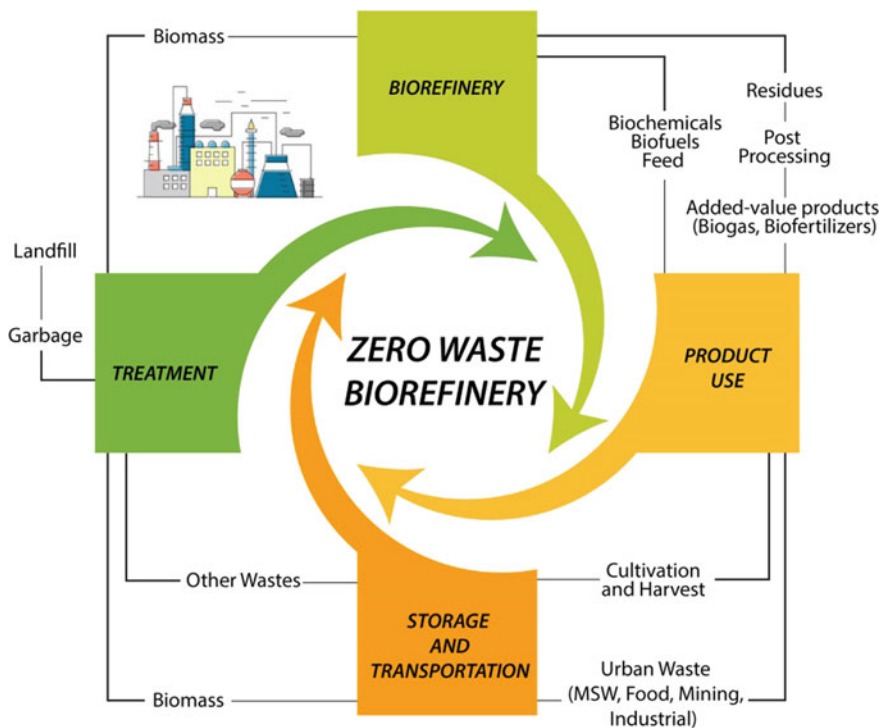 Biomass
BIOREFINERY
Residues
Biochemicals
Biofuels
Feed
Post
Processing
Added-value products
(Biogas, Biofertilizers)
Landfill
Garbage
TREATMENT
ZERO WASTE
BIOREFINERY
PRODUCT
USE
Other Wastes
Cultivation
and Harvest
STORAGE
AND
TRANSPORTATION
Biomass
Urban Waste
(MSW, Food, Mining,
Industrial)